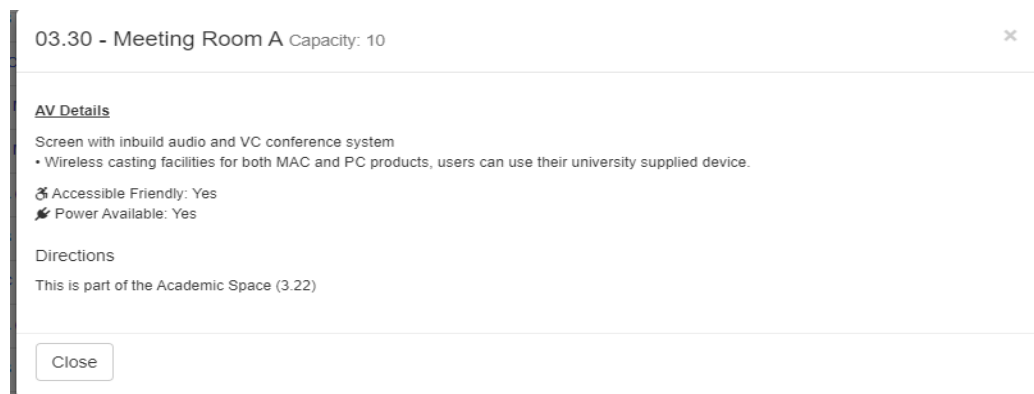 03.30 - Meeting Room A Capacity: 10
×
AV Details
Screen with inbuild audio and VC conference system
• Wireless casting facilities for both MAC and PC products, users can use their university supplied device.
Accessible Friendly: Yes
Power Available: Yes
Directions
This is part of the Academic Space (3.22)
Close